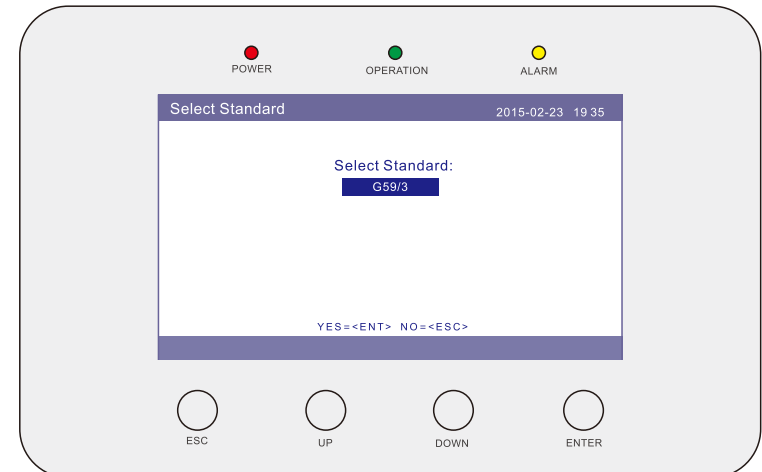 POWER OPERATION ALARM
Select Standard 2015-02-23 19 35
Select Standard:
G59/3
YES=<ENT> NO=<ESC>
ESC UP DOWN ENTER